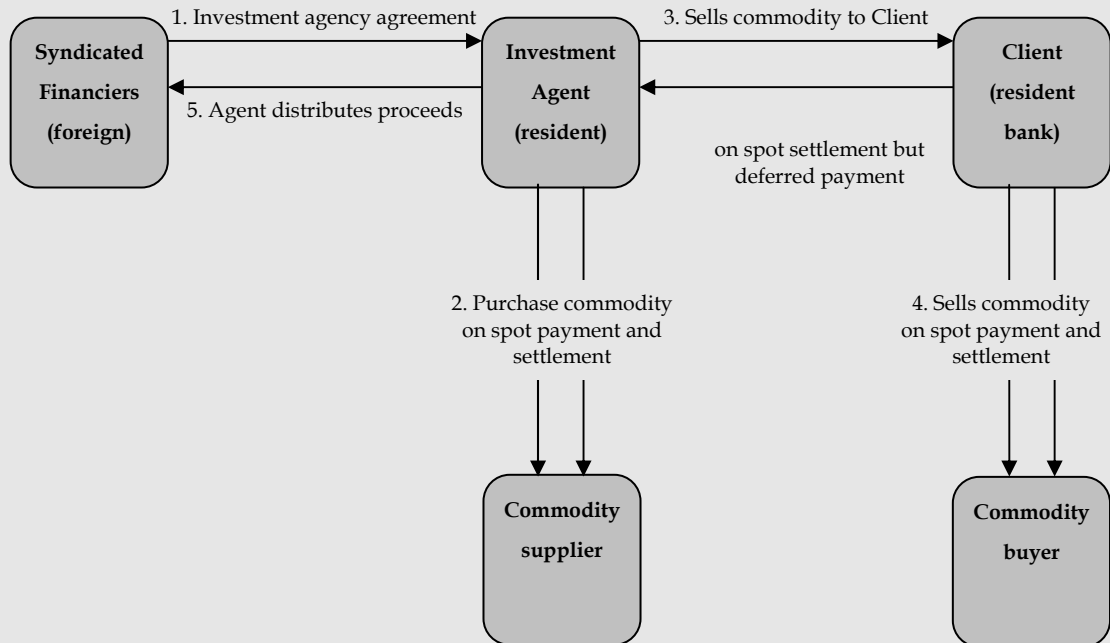 1. Investment agency agreement
3. Sells commodity to Client
Syndicated
Financiers
(foreign)
Investment
Agent
(resident)
Client
(resident
bank)
5. Agent distributes proceeds
on spot settlement but
deferred payment
2. Purchase commodity
on spot payment and
settlement
4. Sells commodity
on spot payment and
settlement
Commodity
supplier
Commodity
buyer